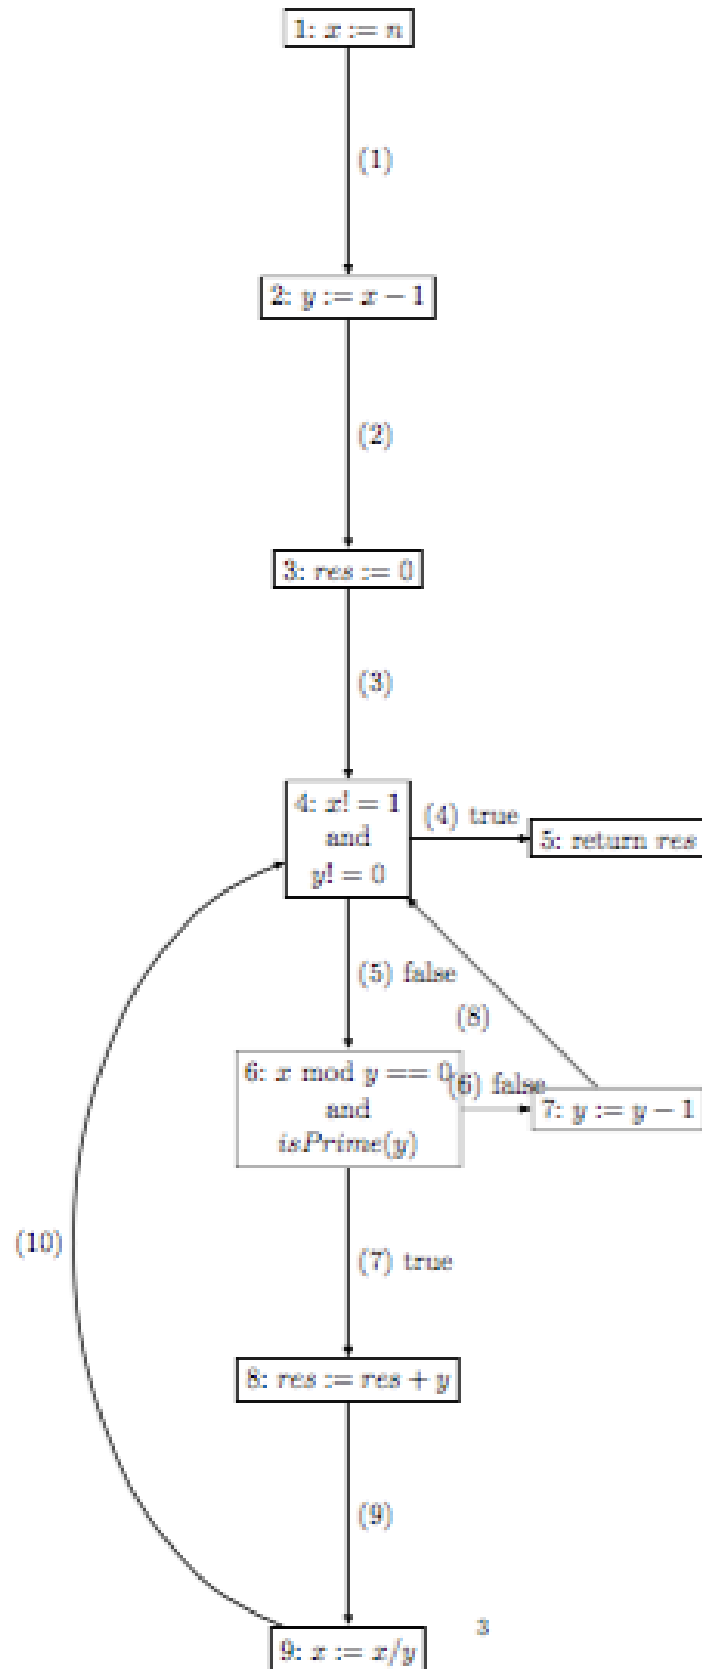 1: x := n
(1)
2: y := x − 1
(2)
3: res := 0
(3)
4: x! = 1
and
y! = 0
(4) true
5: return res
(5) false
(8)
6: x mod y == 0
and
isPrime(y)
(6) false
7: y := y − 1
(10)
(7) true
8: res := res + y
(9)
3
9: x := x/y